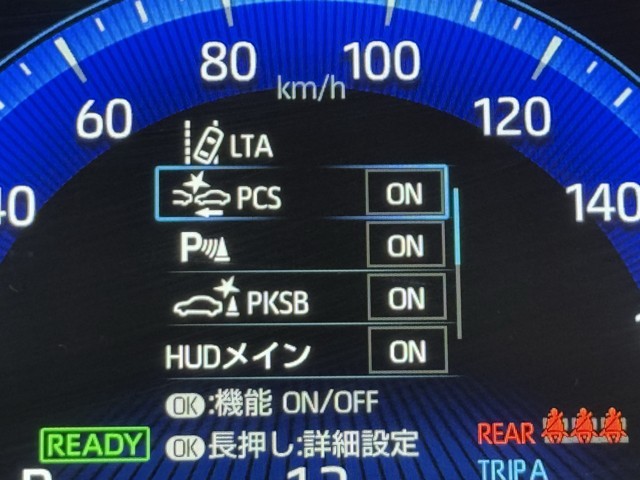 80
100
km/h
60
120
40
140
LTA
PCS ON
P ON
PKSB ON
HUDメイン ON
OK:機能 ON/OFF
READY
OK長押し:詳細設定
REAR
TRIP A